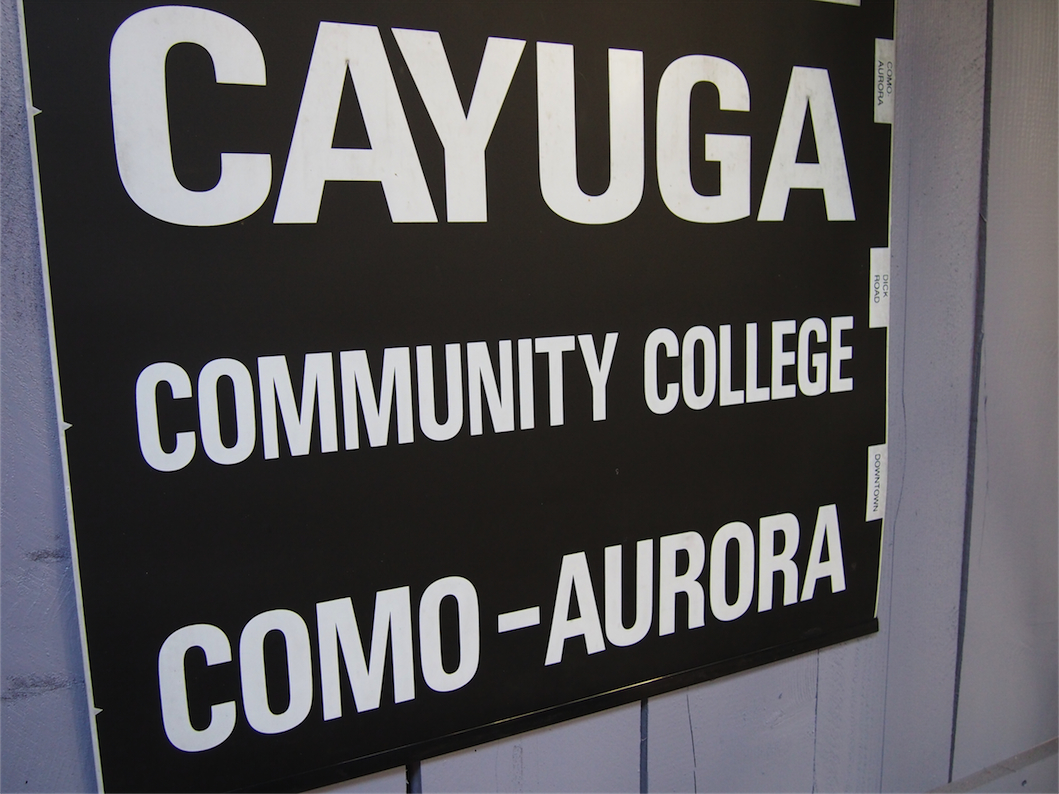 CAYUGA
COMO-
AURORA
COMMUNITY COLLEGE
DICK
ROAD
COMO-AURORA
DOWNTOWN